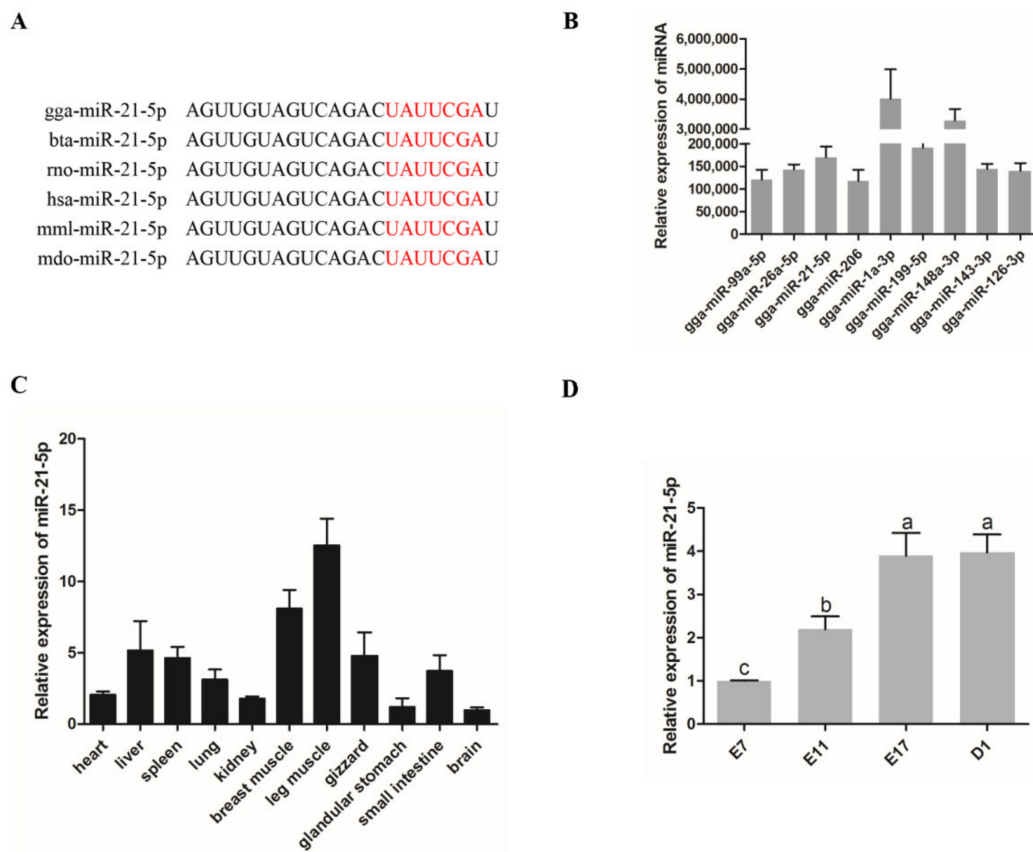 A
gga-miR-21-5p AGUUGUAGUCAGACUAUUCGAU
bta-miR-21-5p AGUUGUAGUCAGACUAUUCGAU
rno-miR-21-5p AGUUGUAGUCAGACUAUUCGAU
hsa-miR-21-5p AGUUGUAGUCAGACUAUUCGAU
mml-miR-21-5p AGUUGUAGUCAGACUAUUCGAU
mdo-miR-21-5p AGUUGUAGUCAGACUAUUCGAU
B
Relative expression of miRNA
6,000,000
5,000,000
4,000,000
3,000,000
200,000
150,000
100,000
50,000
0
gga-miR-99a-5p
gga-miR-26a-5p
gga-miR-21-5p
gga-miR-206
gga-miR-1a-3p
gga-miR-199-5p
gga-miR-148a-3p
gga-miR-143-3p
gga-miR-126-3p
C
Relative expression of miR-21-5p
20
15
10
5
0
heart
liver
spleen
lung
kidney
breast muscle
leg muscle
gizzard
glandular stomach
small intestine
brain
D
Relative expression of miR-21-5p
5
4
3
2
1
0
c
b
a
a
E7
E11
E17
D1